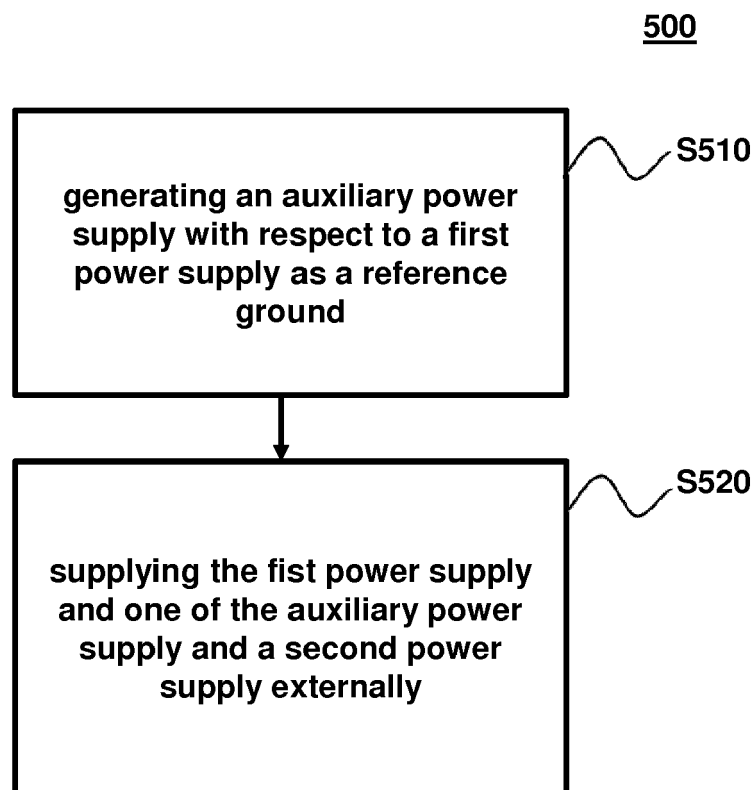 500
generating an auxiliary power
supply with respect to a first
power supply as a reference
ground
S510
supplying the fist power supply
and one of the auxiliary power
supply and a second power
supply externally
S520